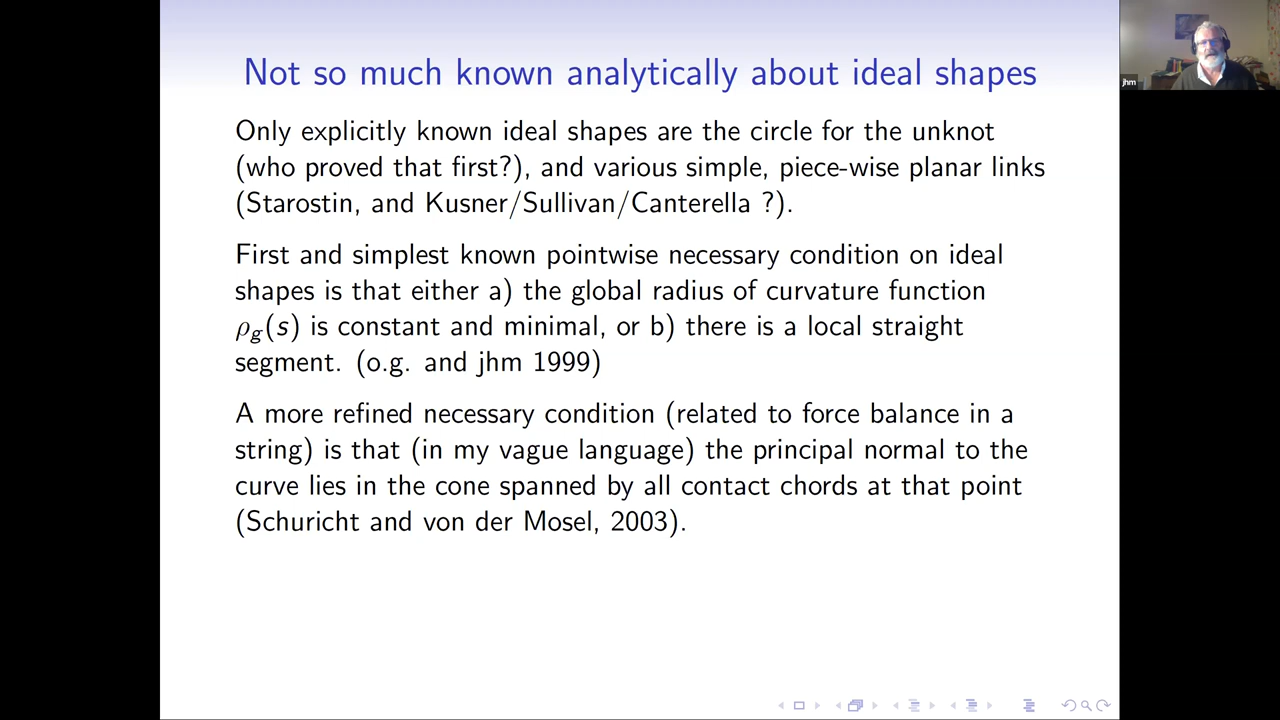 Not so much known analytically about ideal shapes
jhm
Only explicitly known ideal shapes are the circle for the unknot
(who proved that first?), and various simple, piece-wise planar links
(Starostin, and Kusner/Sullivan/Canterella ?).
First and simplest known pointwise necessary condition on ideal
shapes is that either a) the global radius of curvature function
ρg(s) is constant and minimal, or b) there is a local straight
segment. (o.g. and jhm 1999)
A more refined necessary condition (related to force balance in a
string) is that (in my vague language) the principal normal to the
curve lies in the cone spanned by all contact chords at that point
(Schuricht and von der Mosel, 2003).